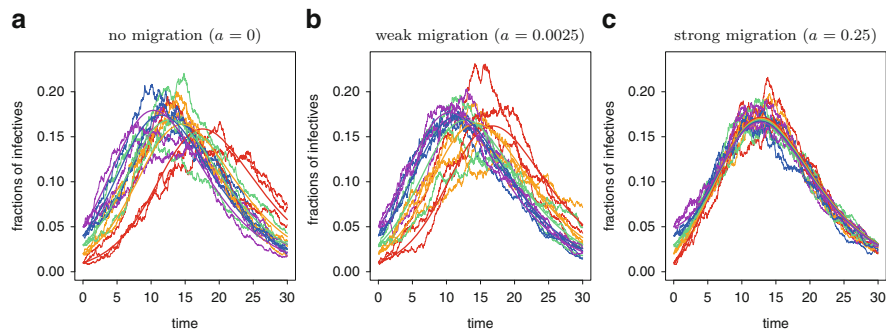 a
no migration (a = 0)
fractions of infectives
0.20
0.15
0.10
0.05
0.00
0 5 10 15 20 25 30
time
b
weak migration (a = 0.0025)
fractions of infectives
0.20
0.15
0.10
0.05
0.00
0 5 10 15 20 25 30
time
c
strong migration (a = 0.25)
fractions of infectives
0.20
0.15
0.10
0.05
0.00
0 5 10 15 20 25 30
time